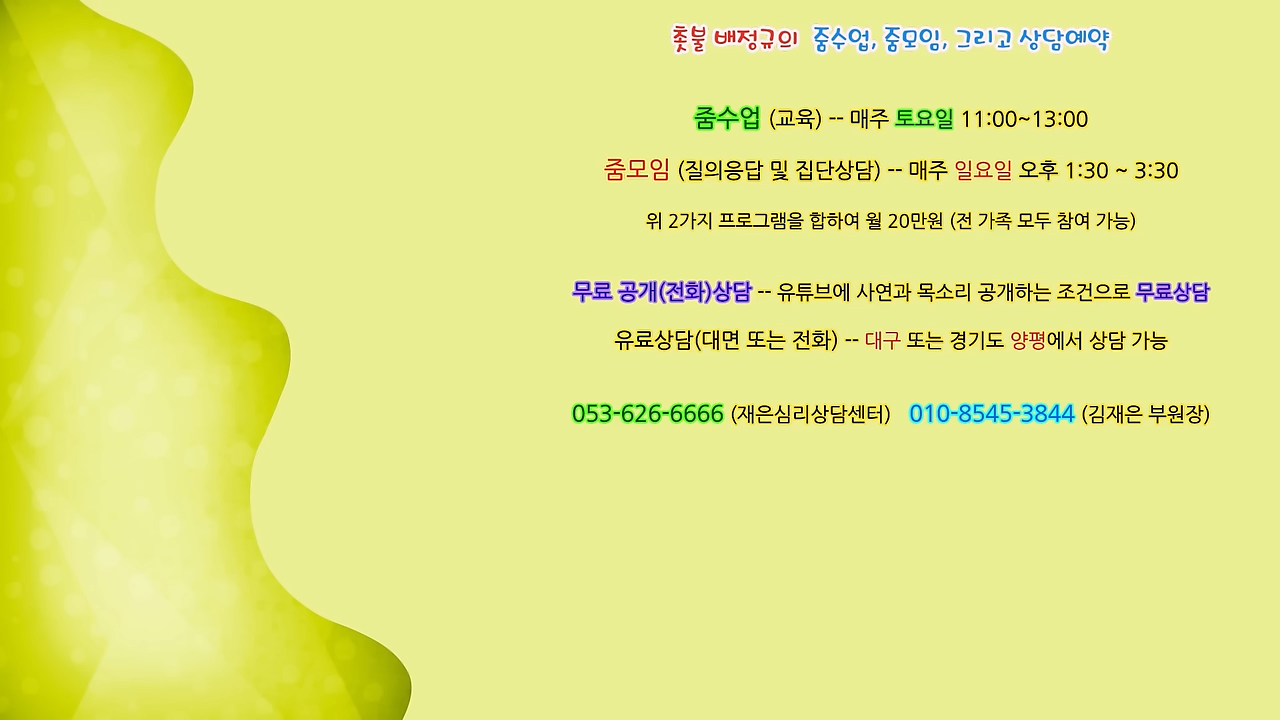 촛불 배정규의 줌수업, 줌모임, 그리고 상담예약
줌수업 (교육) -- 매주 토요일 11:00~13:00
줌모임 (질의응답 및 집단상담) -- 매주 일요일 오후 1:30 ~ 3:30
위 2가지 프로그램을 합하여 월 20만원 (전 가족 모두 참여 가능)
무료 공개(전화)상담 -- 유튜브에 사연과 목소리 공개하는 조건으로 무료상담
유료상담(대면 또는 전화) -- 대구 또는 경기도 양평에서 상담 가능
053-626-6666 (재은심리상담센터) 010-8545-3844 (김재은 부원장)